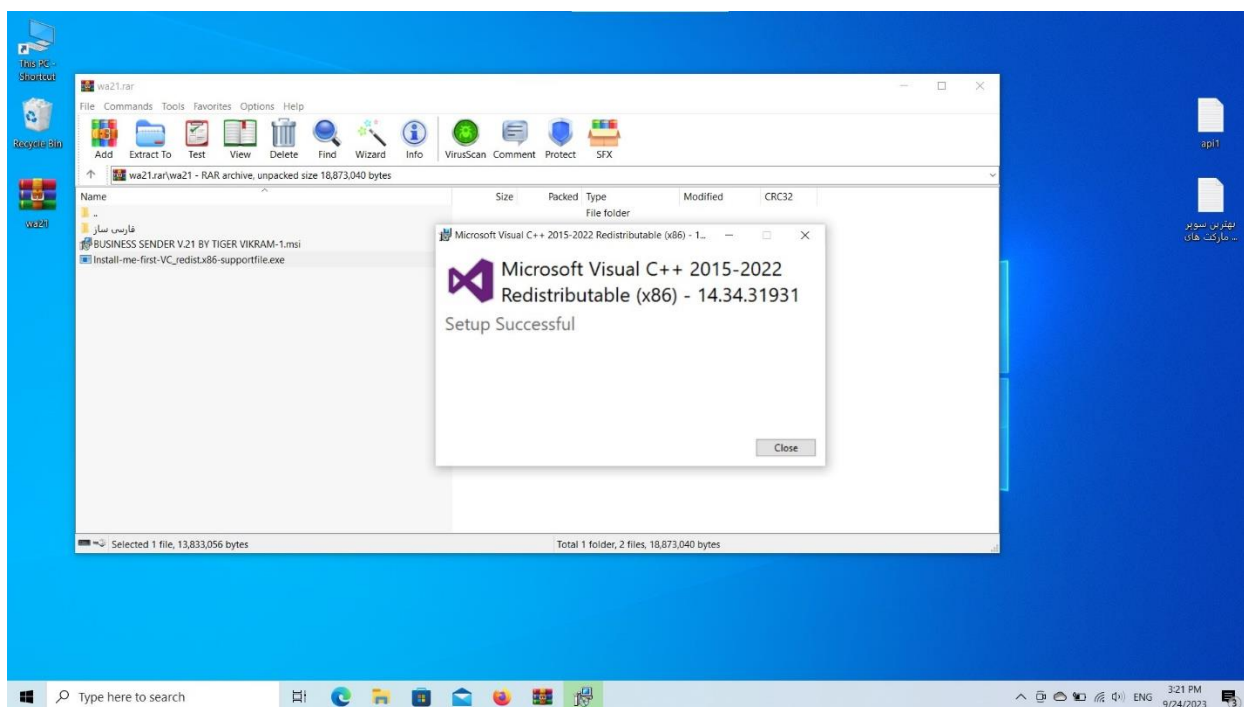 This PC -
Shortcut
Recycle Bin
wa21
wa21.rar
File Commands Tools Favorites Options Help
Add Extract To Test View Delete Find Wizard Info VirusScan Comment Protect SFX
wa21.rar\wa21 - RAR archive, unpacked size 18,873,040 bytes
Name Size Packed Type Modified CRC32
.. File folder
فارسی ساز
BUSINESS SENDER V.21 BY TIGER VIKRAM-1.msi
Install-me-first-VC_redist.x86-supportfile.exe
Microsoft Visual C++ 2015-2022 Redistributable (x86) - 1...
Microsoft Visual C++ 2015-2022
Redistributable (x86) - 14.34.31931
Setup Successful
Close
Selected 1 file, 13,833,056 bytes
Total 1 folder, 2 files, 18,873,040 bytes
api1
بهترین سوپر
مارکت های ...
Type here to search
ENG
3:21 PM
9/24/2023
3